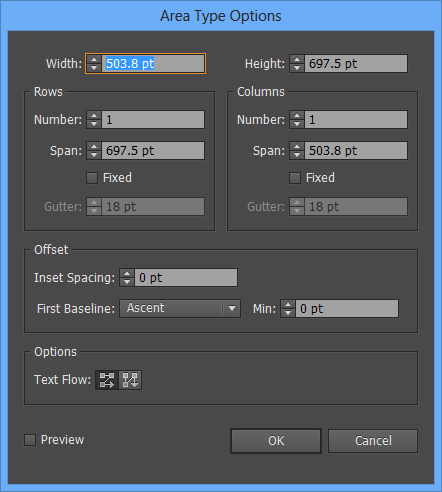 Area Type Options
Width: 503.8 pt Height: 697.5 pt
Rows Columns
Number: 1 Number: 1
Span: 697.5 pt Span: 503.8 pt
Fixed Fixed
Gutter: 18 pt Gutter: 18 pt
Offset
Inset Spacing: 0 pt
First Baseline: Ascent Min: 0 pt
Options
Text Flow:
Preview OK Cancel